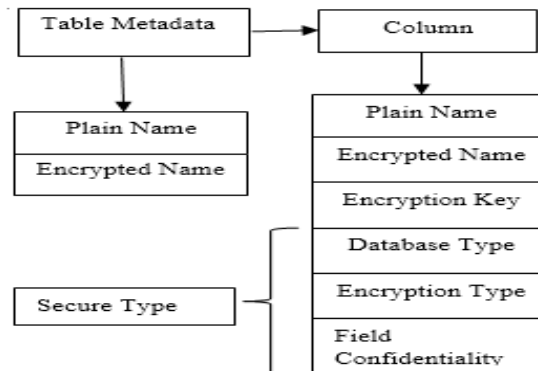 Table Metadata
Column
Plain Name
Encrypted Name
Plain Name
Encrypted Name
Encryption Key
Database Type
Encryption Type
Field
Confidentiality
Secure Type